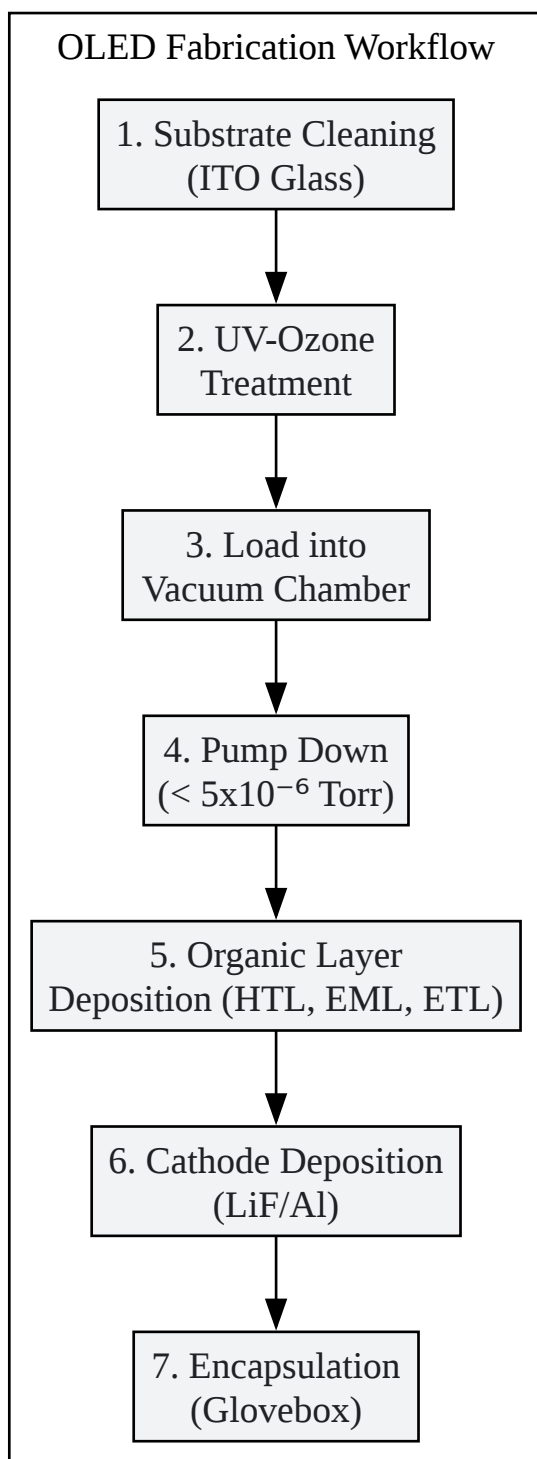 OLED Fabrication Workflow
1. Substrate Cleaning
(ITO Glass)
2. UV-Ozone
Treatment
3. Load into
Vacuum Chamber
4. Pump Down
(< 5x10⁻⁶ Torr)
5. Organic Layer
Deposition (HTL, EML, ETL)
6. Cathode Deposition
(LiF/Al)
7. Encapsulation
(Glovebox)